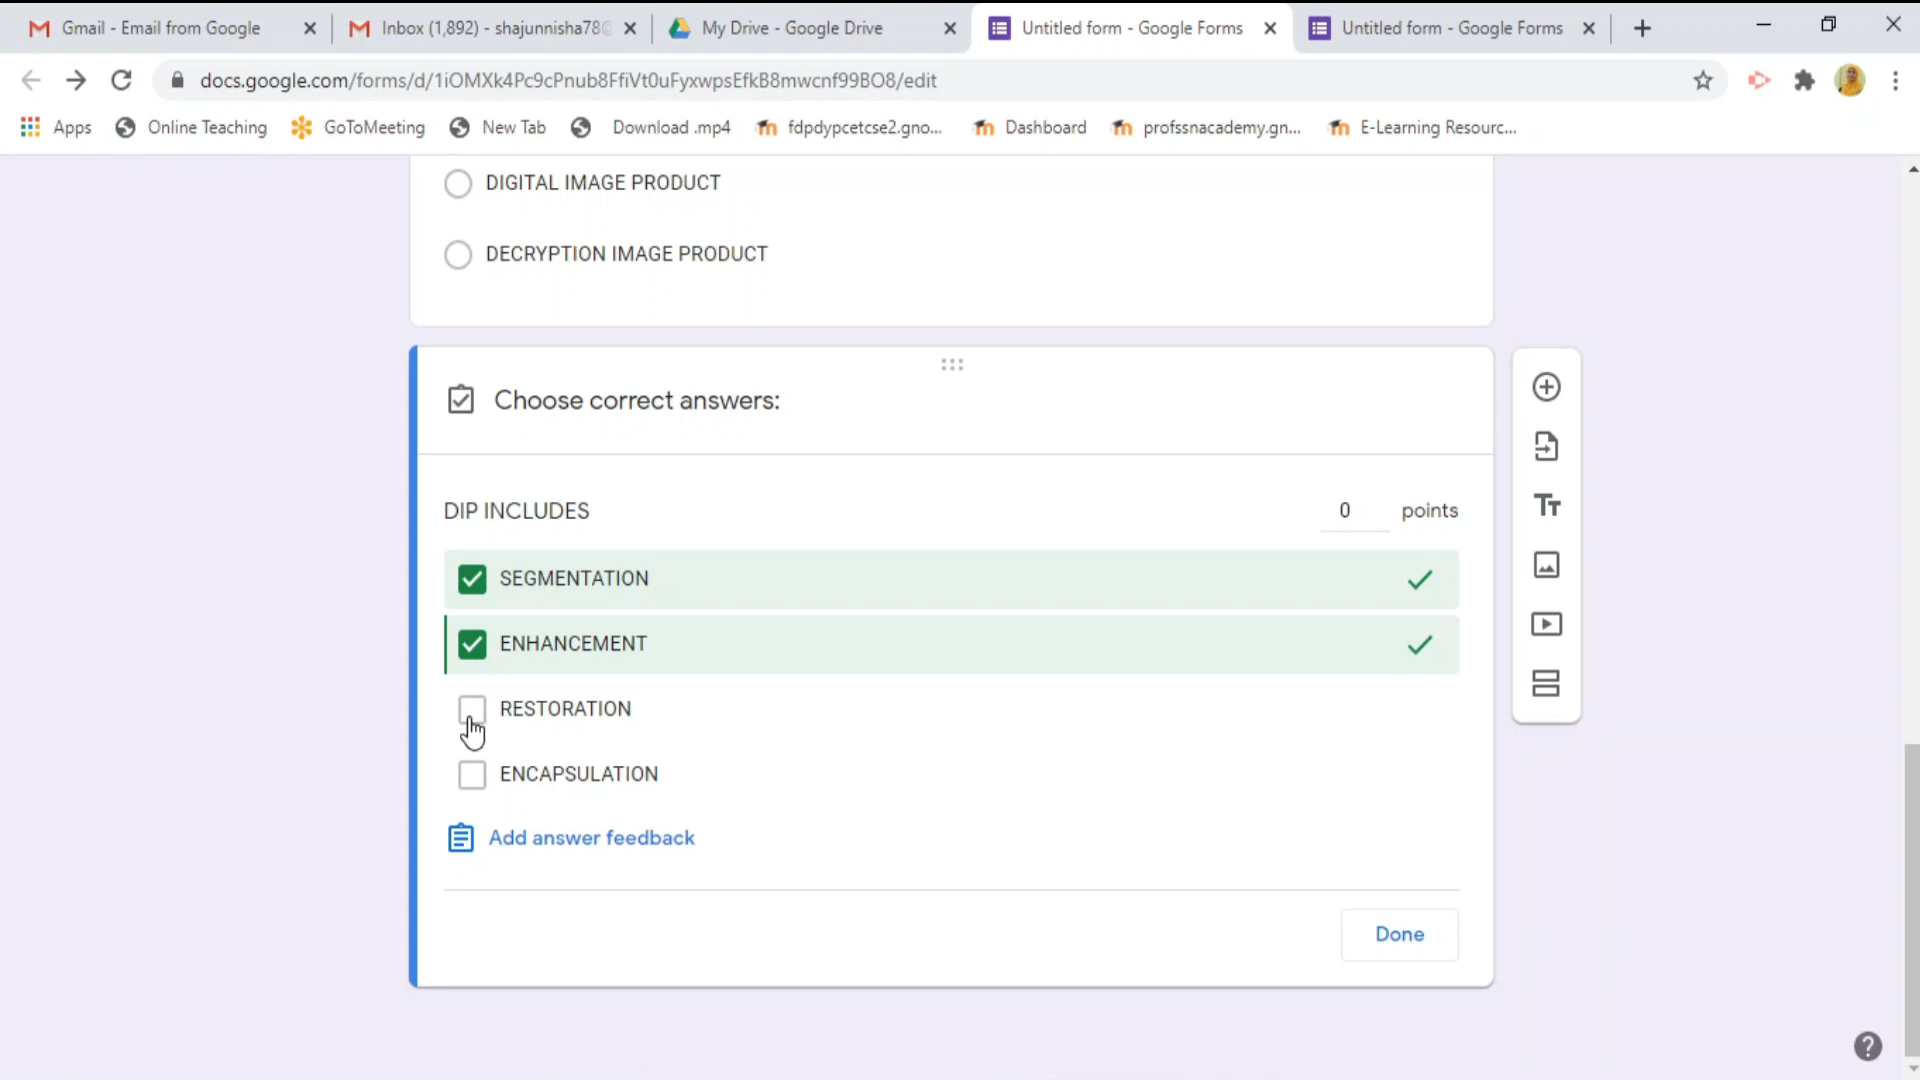 Gmail - Email from Google
Inbox (1,892) - shajunnisha78@
My Drive - Google Drive
Untitled form - Google Forms
Untitled form - Google Forms
docs.google.com/forms/d/1iOMXk4Pc9cPnub8FfiVt0uFyxwpsEfkB8mwcnf99BO8/edit
Apps
Online Teaching
GoToMeeting
New Tab
Download .mp4
fdpdypcetcse2.gno...
Dashboard
profssnacademy.gn...
E-Learning Resourc...
DIGITAL IMAGE PRODUCT
DECRYPTION IMAGE PRODUCT
Choose correct answers:
DIP INCLUDES
0 points
SEGMENTATION
ENHANCEMENT
RESTORATION
ENCAPSULATION
Add answer feedback
Done